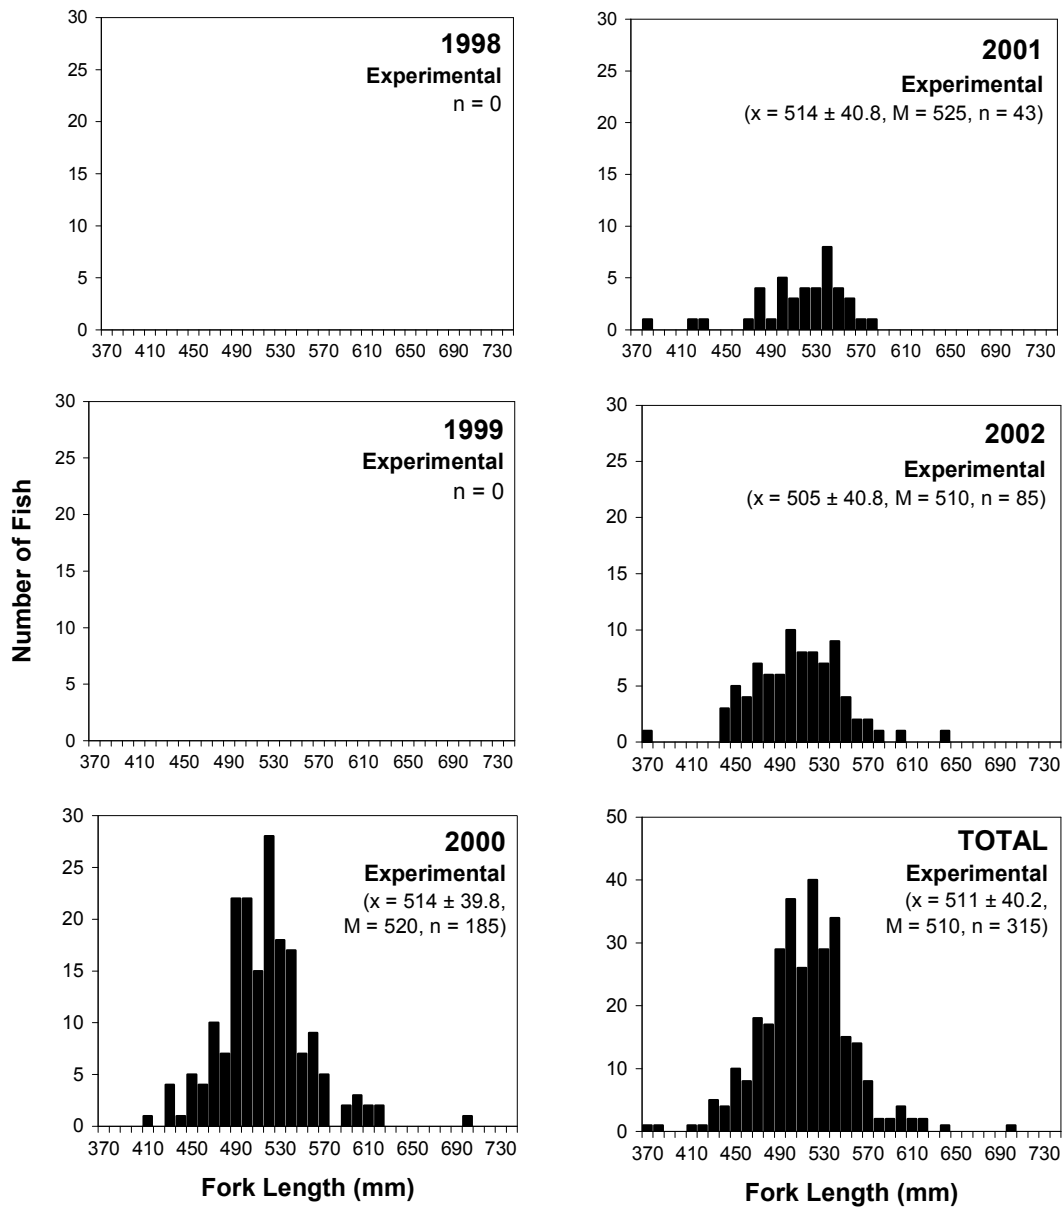 30
25
20
15
10
5
0
1998
Experimental
n = 0
370 410 450 490 530 570 610 650 690 730
30
25
20
15
10
5
0
2001
Experimental
(x = 514 ± 40.8, M = 525, n = 43)
370 410 450 490 530 570 610 650 690 730
Number of Fish
30
25
20
15
10
5
0
1999
Experimental
n = 0
370 410 450 490 530 570 610 650 690 730
30
25
20
15
10
5
0
2002
Experimental
(x = 505 ± 40.8, M = 510, n = 85)
370 410 450 490 530 570 610 650 690 730
30
25
20
15
10
5
0
2000
Experimental
(x = 514 ± 39.8,
M = 520, n = 185)
370 410 450 490 530 570 610 650 690 730
Fork Length (mm)
50
40
30
20
10
0
TOTAL
Experimental
(x = 511 ± 40.2,
M = 510, n = 315)
370 410 450 490 530 570 610 650 690 730
Fork Length (mm)